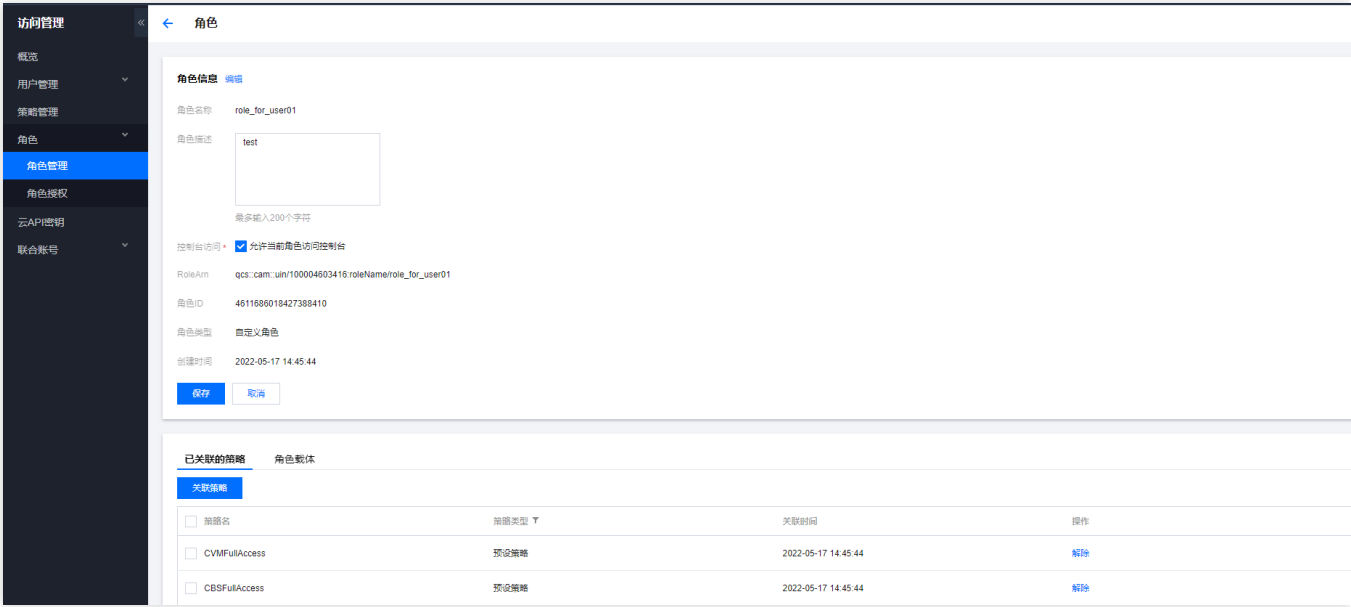 访问管理
«
角色
概览
用户管理
策略管理
角色
角色管理
角色授权
云API密钥
联合账号
角色信息 编辑
角色名称 role_for_user01
角色描述 test
最多输入200个字符
控制台访问 * 允许当前角色访问控制台
RoleArn qcs::cam::uin/100004603416:roleName/role_for_user01
角色ID 4611686018427388410
角色类型 自定义角色
创建时间 2022-05-17 14:45:44
保存 取消
已关联的策略 角色载体
关联策略
策略名 策略类型 关联时间 操作
CVMFullAccess 预设策略 2022-05-17 14:45:44 解除
CBSFullAccess 预设策略 2022-05-17 14:45:44 解除